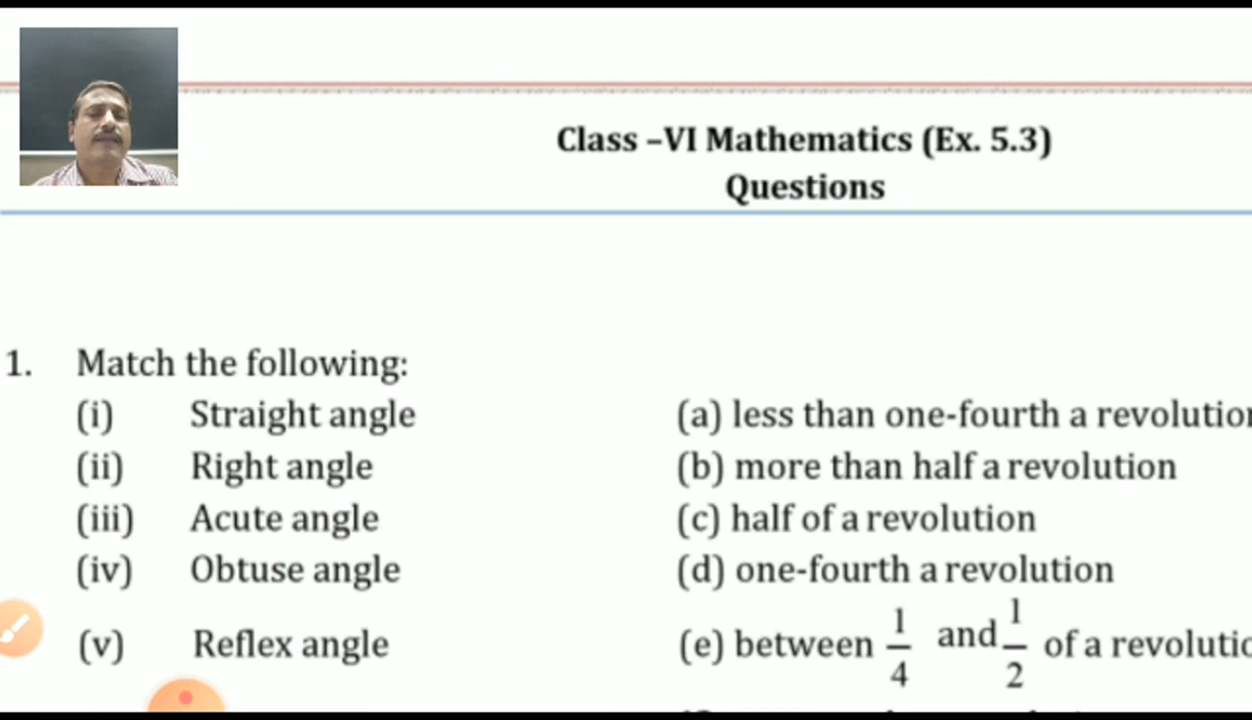 Class –VI Mathematics (Ex. 5.3)
Questions
1. Match the following:
(i) Straight angle (a) less than one-fourth a
(ii) Right angle (b) more than half a revolution
(iii) Acute angle (c) half of a revolution
(iv) Obtuse angle (d) one-fourth a revolution
(v) Reflex angle (e) between 1/4 and 1/2 of a